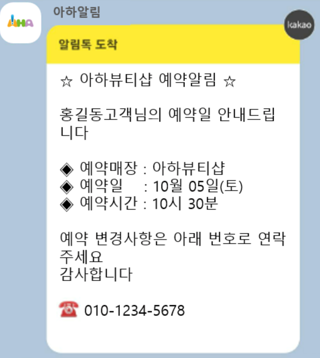 아하알림
AHA
kakao
알림톡 도착
☆ 아하뷰티샵 예약알림 ☆
홍길동고객님의 예약일 안내드립
니다
◈ 예약매장 : 아하뷰티샵
◈ 예약일 : 10월 05일(토)
◈ 예약시간 : 10시 30분
예약 변경사항은 아래 번호로 연락
주세요
감사합니다
☎ 010-1234-5678